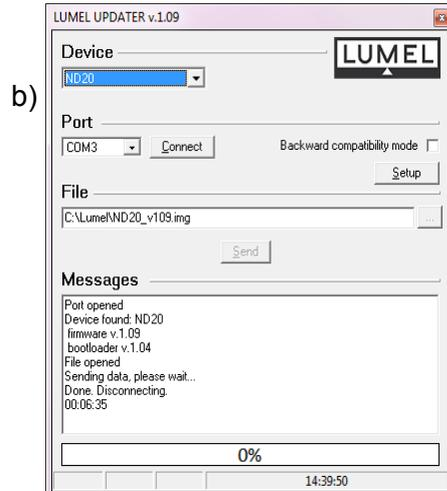 LUMEL UPDATER v.1.09
Device
LUMEL
ND20
b)
Port
COM3
Connect
Backward compatibility mode
Setup
File
C:\Lumel\ND20_v109.img
...
Send
Messages
Port opened
Device found: ND20
firmware v.1.09
bootloader v.1.04
File opened
Sending data, please wait...
Done. Disconnecting.
00:06:35
0%
14:39:50